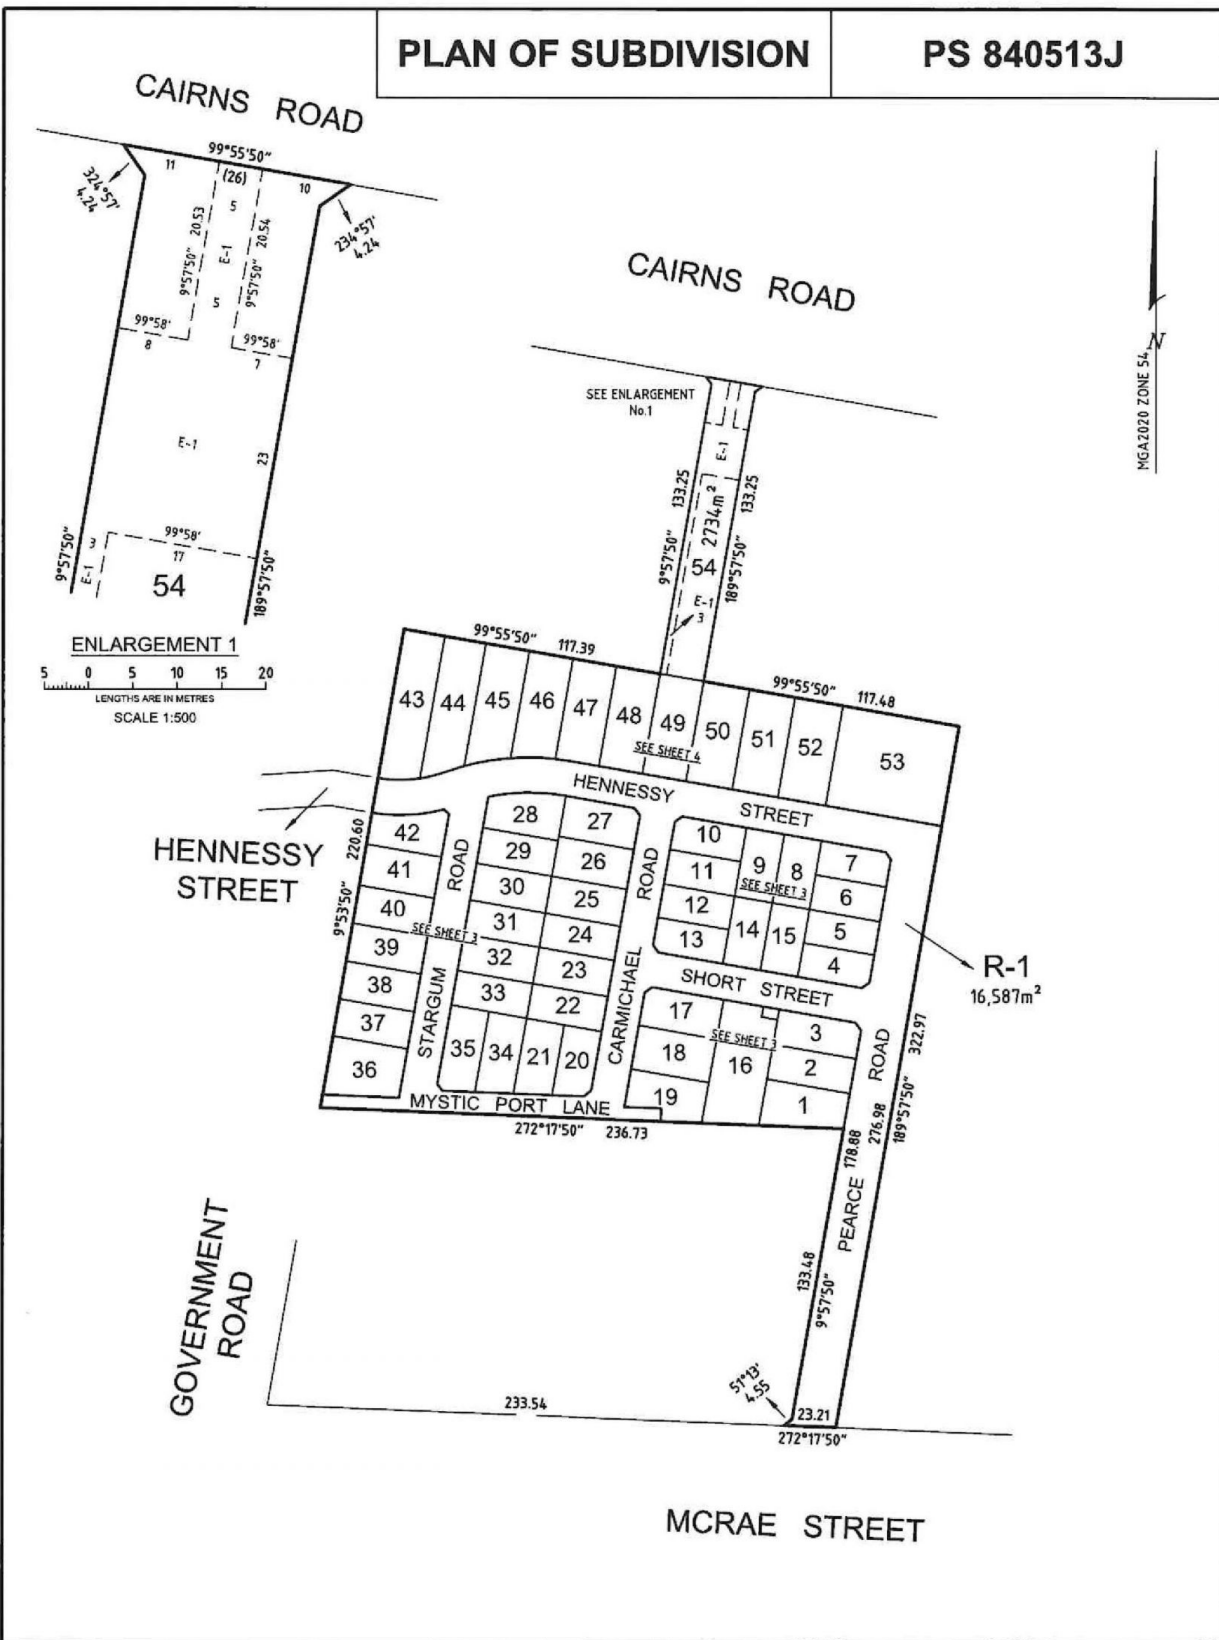 PLAN OF SUBDIVISION
PS 840513J
CAIRNS ROAD
99°55'50"
11
(26)
10
5
324°57'
4.24
234°57'
4.24
9°57'50" 20.53
E-1
9°57'50" 20.54
5
99°58'
8
99°58'
7
E-1
23
99°58'
17
3
E-1
9°57'50"
54
189°57'50"
ENLARGEMENT 1
5 0 5 10 15 20
LENGTHS ARE IN METRES
SCALE 1:500
CAIRNS ROAD
N
MGA2020 ZONE 54
SEE ENLARGEMENT
No.1
E-1
133.25
133.25
2734m²
9°57'50"
54
189°57'50"
E-1
3
99°55'50" 117.39
99°55'50" 117.48
43
44
45
46
47
48
49
50
51
52
53
SEE SHEET 4
HENNESSY STREET
HENNESSY
STREET
220.60
9°53'50"
42
41
40
39
38
37
36
SEE SHEET 3
STARGUM ROAD
28
27
29
26
30
25
31
24
32
23
33
22
35
34
21
20
CARMICHAEL ROAD
10
9
8
7
11
6
SEE SHEET 3
12
5
13
14
15
4
SHORT STREET
R-1
16,587m²
17
3
SEE SHEET 3
18
16
2
19
1
MYSTIC PORT LANE
272°17'50" 236.73
PEARCE ROAD
322.97
189°57'50"
276.98
178.88
133.48
9°57'50"
GOVERNMENT
ROAD
51°13'
4.55
233.54
23.21
272°17'50"
MCRAE STREET